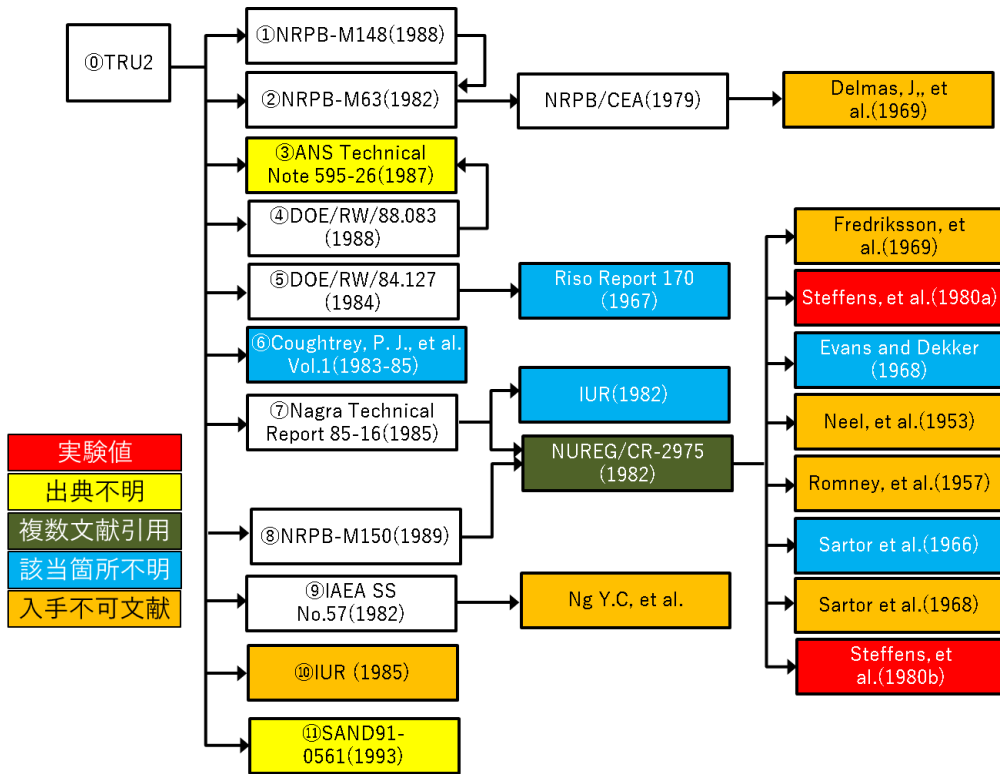 ⓪TRU2
①NRPB-M148(1988)
②NRPB-M63(1982)
NRPB/CEA(1979)
Delmas, J,, et
al.(1969)
③ANS Technical
Note 595-26(1987)
④DOE/RW/88.083
(1988)
⑤DOE/RW/84.127
(1984)
Riso Report 170
(1967)
⑥Coughtrey, P. J., et al.
Vol.1(1983-85)
⑦Nagra Technical
Report 85-16(1985)
IUR(1982)
NUREG/CR-2975
(1982)
⑧NRPB-M150(1989)
⑨IAEA SS
No.57(1982)
Ng Y.C, et al.
⑩IUR (1985)
⑪SAND91-
0561(1993)
Fredriksson, et
al.(1969)
Steffens, et al.(1980a)
Evans and Dekker
(1968)
Neel, et al.(1953)
Romney, et al.(1957)
Sartor et al.(1966)
Sartor et al.(1968)
Steffens, et
al.(1980b)
実験値
出典不明
複数文献引用
該当箇所不明
入手不可文献